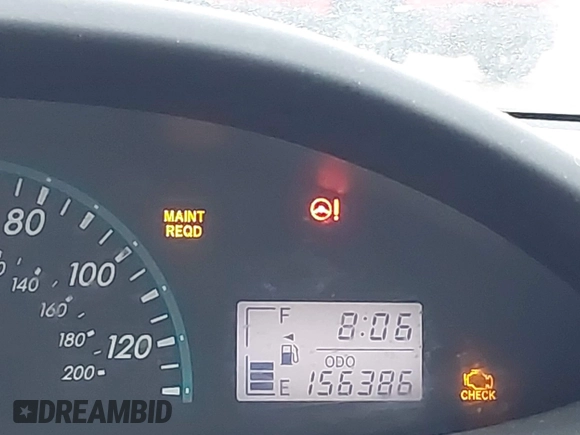 80
100
120
140
160
180
200
MAINT
REQD
F
8:06
ODO
E
156386
CHECK
DREAMBID